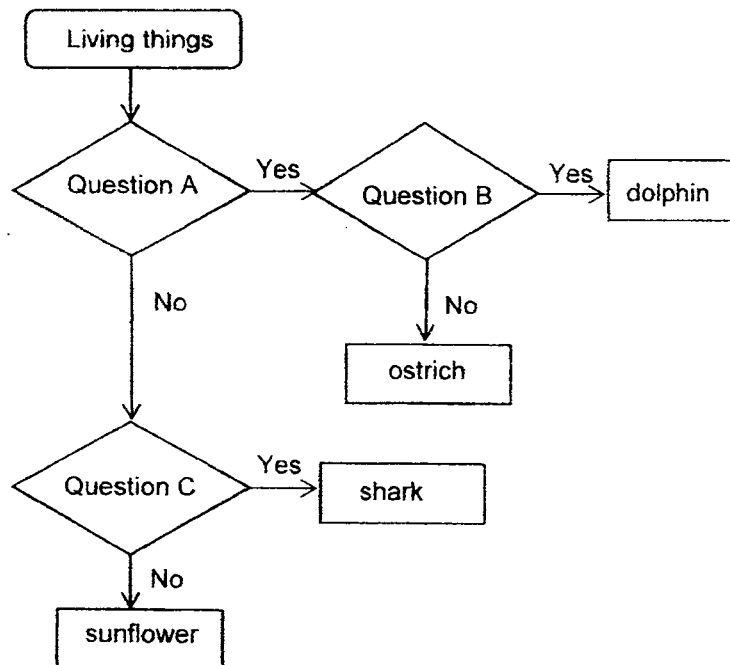 Living things
Question A
Yes
Question B
Yes
dolphin
No
No
ostrich
Question C
Yes
shark
No
sunflower